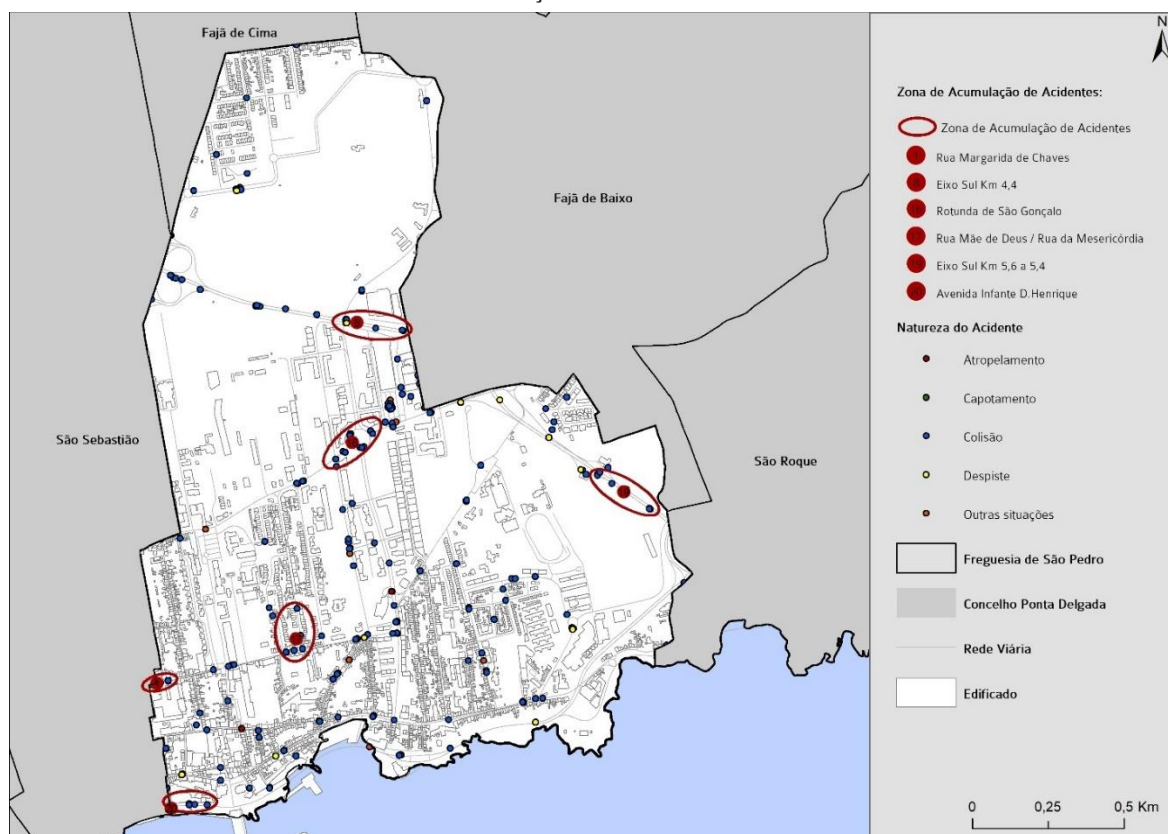 Fajã de Cima
Fajã de Baixo
São Sebastião
São Roque
N
Zona de Acumulação de Acidentes:
Zona de Acumulação de Acidentes
Rua Margarida de Chaves
Eixo Sul Km 4,4
Rotunda de São Gonçalo
Rua Mãe de Deus / Rua da Mesericórdia
Eixo Sul Km 5,6 a 5,4
Avenida Infante D.Henrique
Natureza do Acidente
Atropelamento
Capotamento
Colisão
Despiste
Outras situações
Freguesia de São Pedro
Concelho Ponta Delgada
Rede Viária
Edificado
0 0,25 0,5 Km